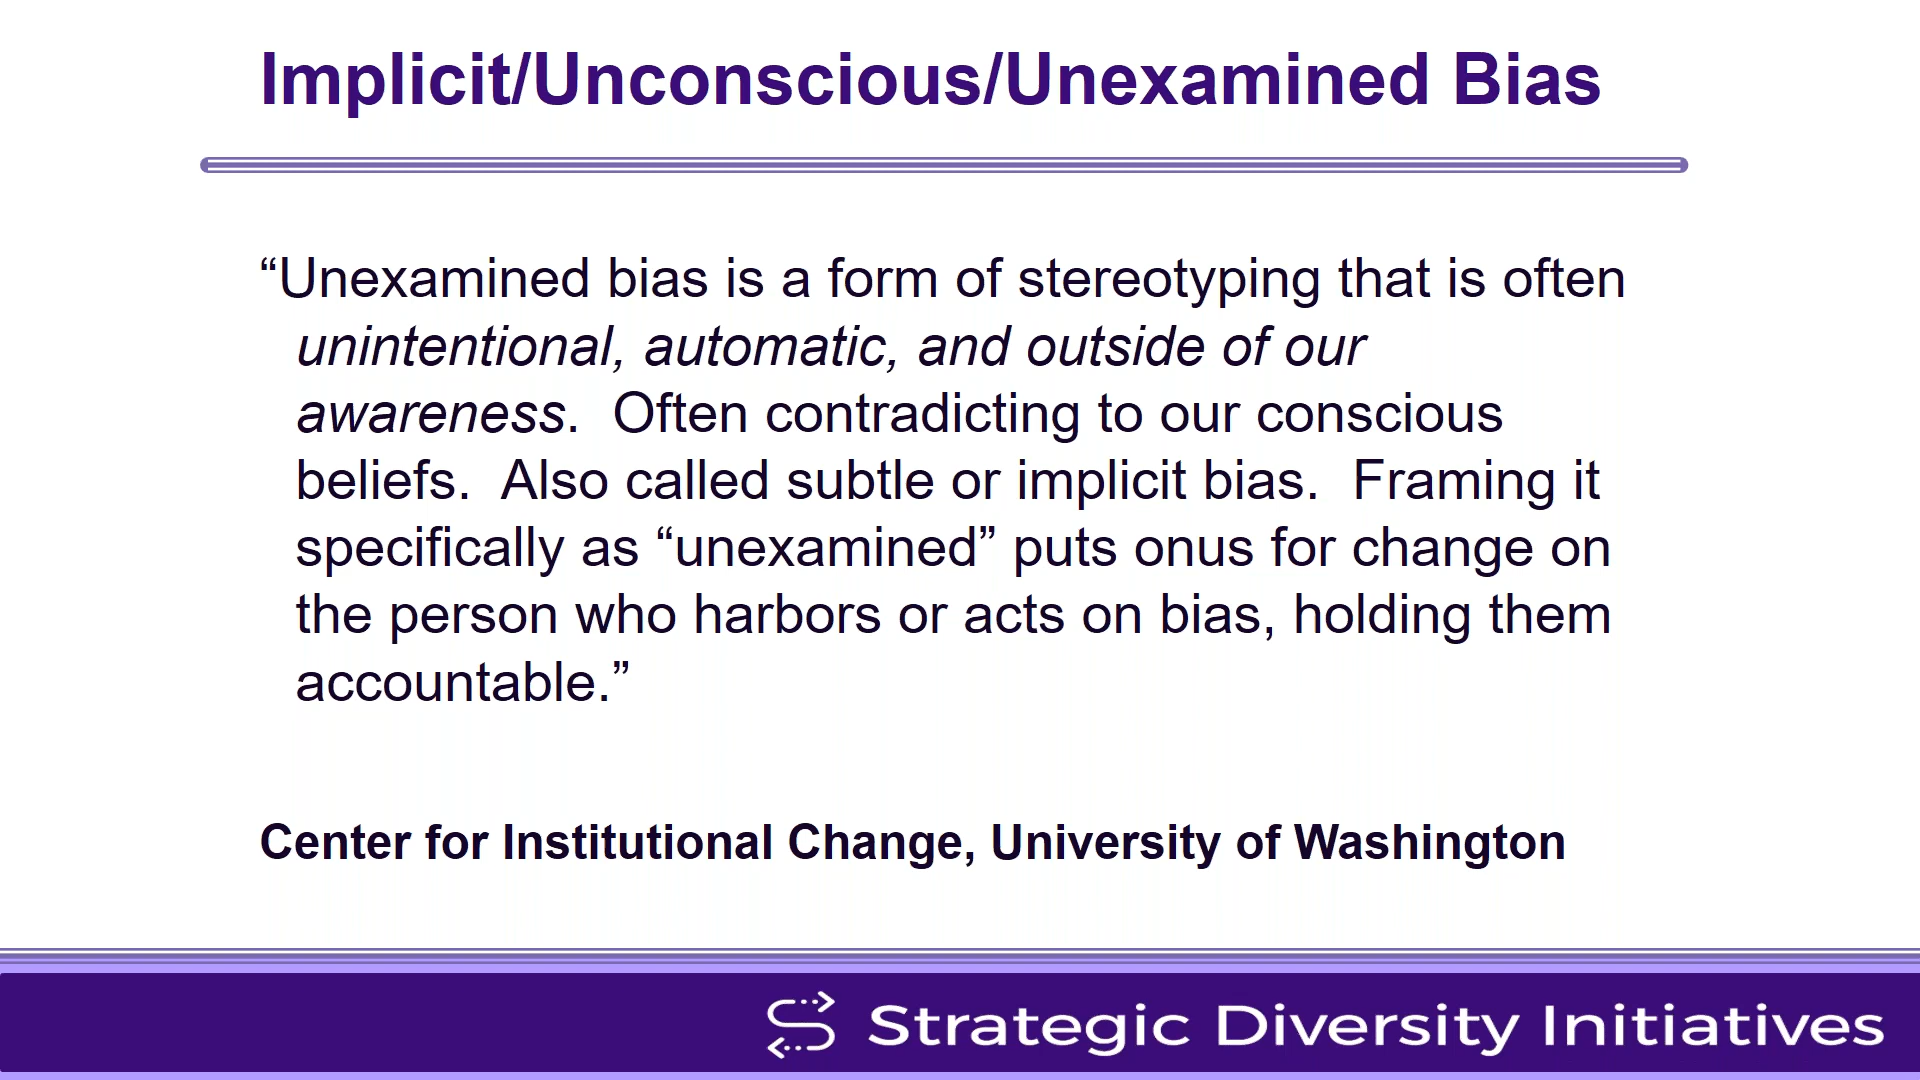 Implicit/Unconscious/Unexamined Bias
“Unexamined bias is a form of stereotyping that is often
unintentional, automatic, and outside of our
awareness.  Often contradicting to our conscious
beliefs.  Also called subtle or implicit bias.  Framing it
specifically as “unexamined” puts onus for change on
the person who harbors or acts on bias, holding them
accountable.”
Center for Institutional Change, University of Washington
Strategic Diversity Initiatives